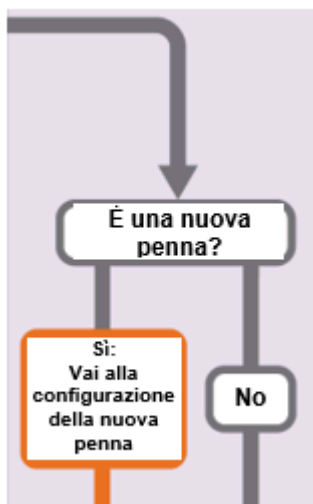 È una nuova
penna?
Sì:
Vai alla
configurazione
della nuova
penna
No